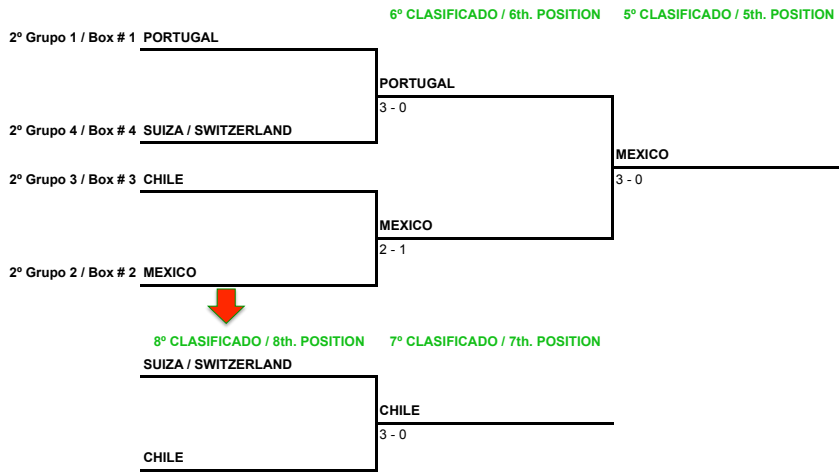 6º CLASIFICADO / 6th. POSITION 5º CLASIFICADO / 5th. POSITION
2º Grupo 1 / Box # 1 PORTUGAL
PORTUGAL
3 - 0
2º Grupo 4 / Box # 4 SUIZA / SWITZERLAND
MEXICO
3 - 0
2º Grupo 3 / Box # 3 CHILE
MEXICO
2 - 1
2º Grupo 2 / Box # 2 MEXICO
8º CLASIFICADO / 8th. POSITION 7º CLASIFICADO / 7th. POSITION
SUIZA / SWITZERLAND
CHILE
3 - 0
CHILE